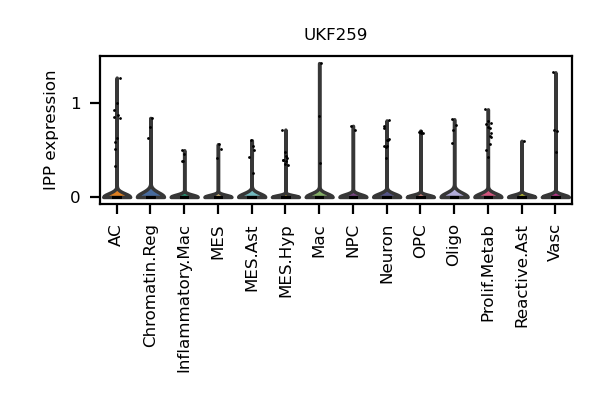 UKF259
IPP expression
1
0
AC
Chromatin.Reg
Inflammatory.Mac
MES
MES.Ast
MES.Hyp
Mac
NPC
Neuron
OPC
Oligo
Prolif.Metab
Reactive.Ast
Vasc